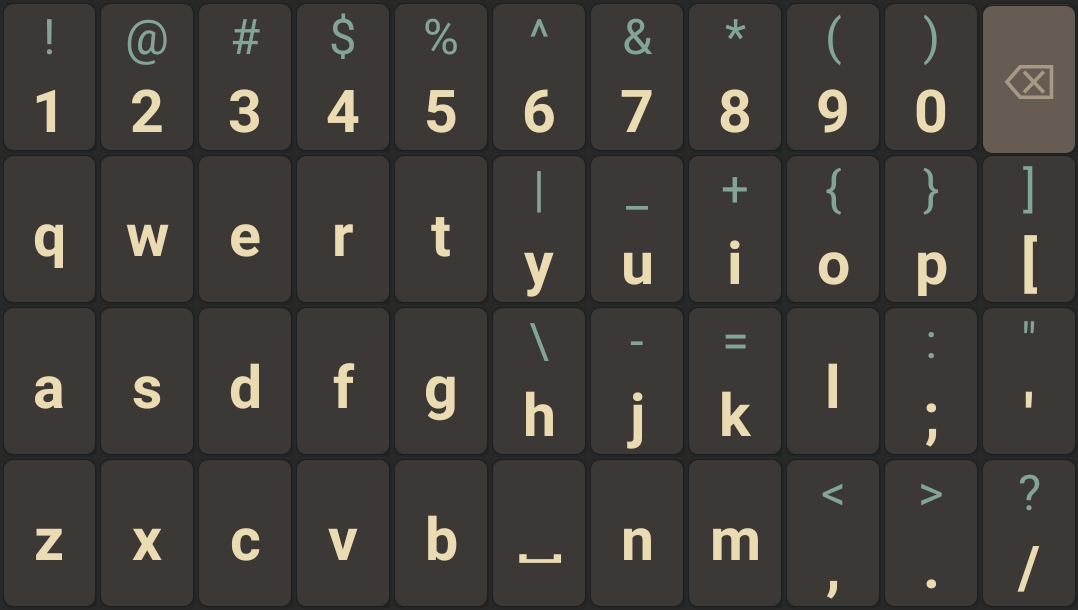 ! @ # $ % ^ & * ( )
1 2 3 4 5 6 7 8 9 0
| _ + { } ]
q w e r t y u i o p [
\ - = : "
a s d f g h j k l ; '
< > ?
z x c v b n m , . /